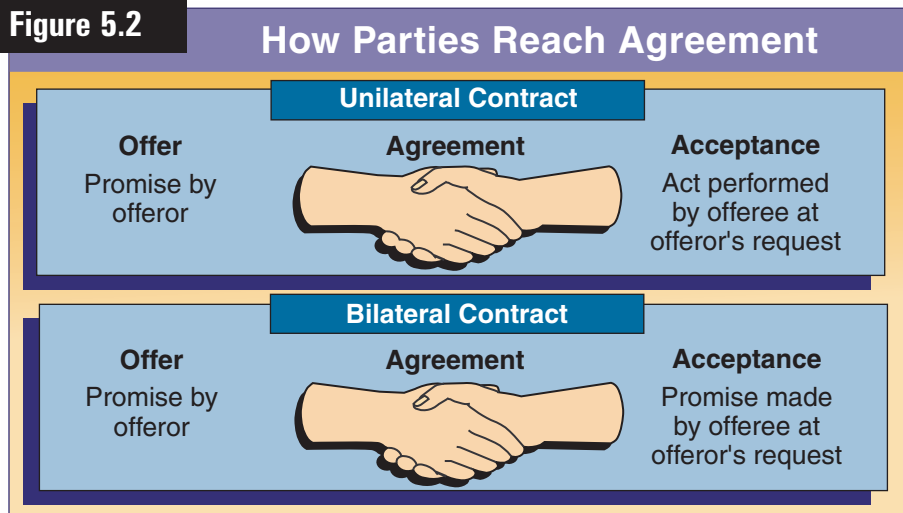 Figure 5.2
How Parties Reach Agreement
Unilateral Contract
Offer
Promise by
offeror
Agreement
Acceptance
Act performed
by offeree at
offeror's request
Bilateral Contract
Offer
Promise by
offeror
Agreement
Acceptance
Promise made
by offeree at
offeror's request